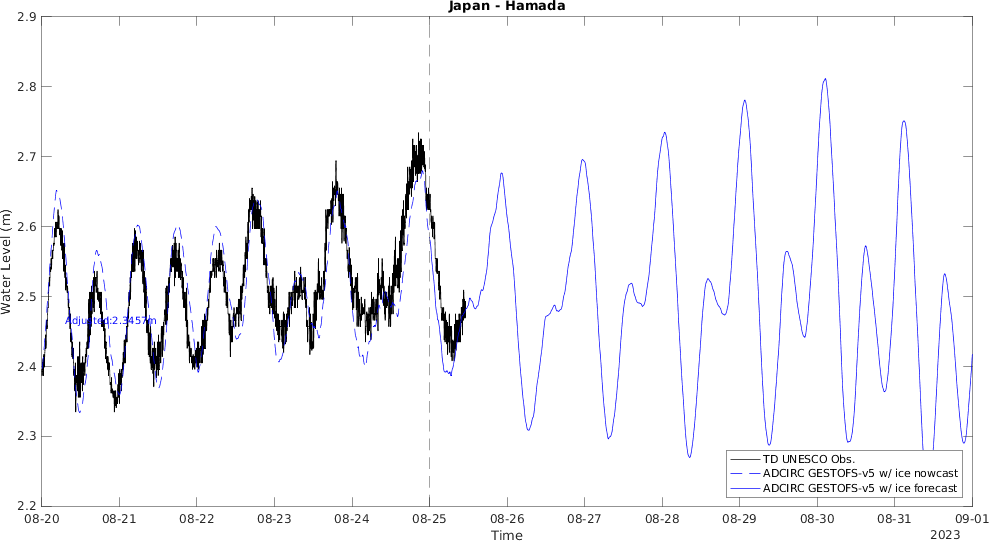 Japan - Hamada
2.9
2.8
2.7
2.6
2.5
2.4
2.3
2.2
Water Level (m)
Adjusted:2.3457m
TD UNESCO Obs.
ADCIRC GESTOFS-v5 w/ ice nowcast
ADCIRC GESTOFS-v5 w/ ice forecast
08-20 08-21 08-22 08-23 08-24 08-25 08-26 08-27 08-28 08-29 08-30 08-31 09-01
Time
2023